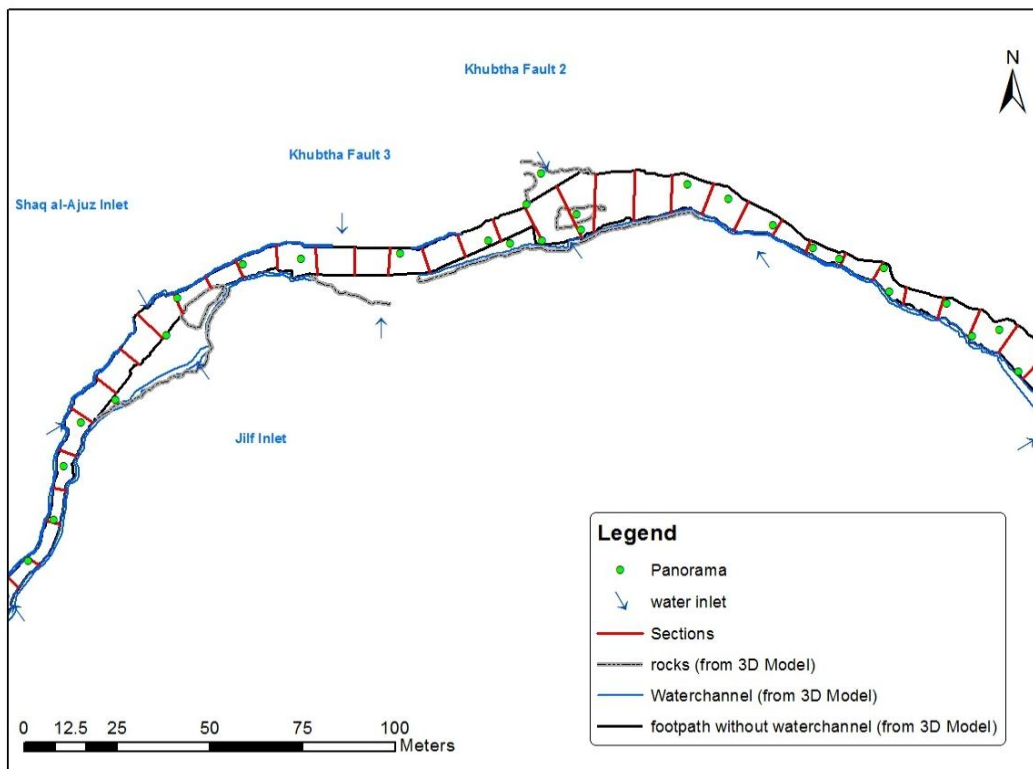 Khubtha Fault 2
N
Khubtha Fault 3
Shaq al-Ajuz Inlet
Jilf Inlet
Legend
Panorama
water inlet
Sections
rocks (from 3D Model)
Waterchannel (from 3D Model)
footpath without waterchannel (from 3D Model)
0 12.5 25 50 75 100
Meters